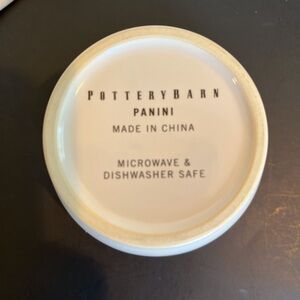 POTTERYBARN
PANINI
MADE IN CHINA
MICROWAVE &
DISHWASHER SAFE